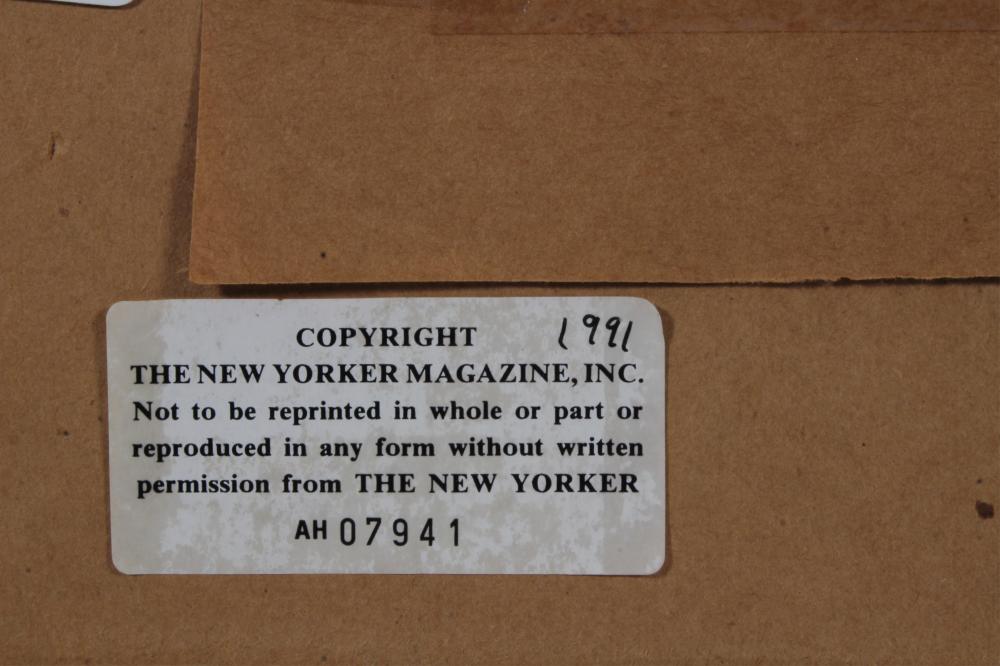 COPYRIGHT 1991
THE NEW YORKER MAGAZINE, INC.
Not to be reprinted in whole or part or
reproduced in any form without written
permission from THE NEW YORKER
AH 07941